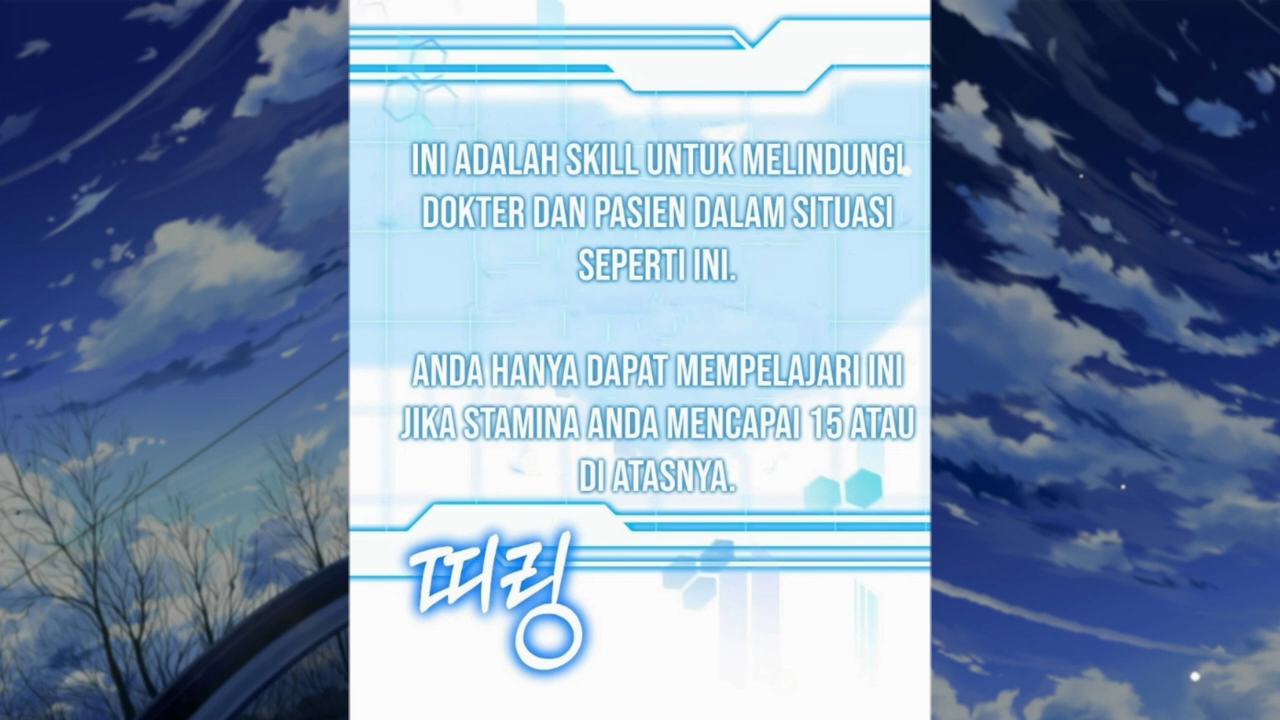 INI ADALAH SKILL UNTUK MELINDUNGI
DOKTER DAN PASIEN DALAM SITUASI
SEPERTI INI.
ANDA HANYA DAPAT MEMPELAJARI INI
JIKA STAMINA ANDA MENCAPAI 15 ATAU
DI ATASNYA.
띠링